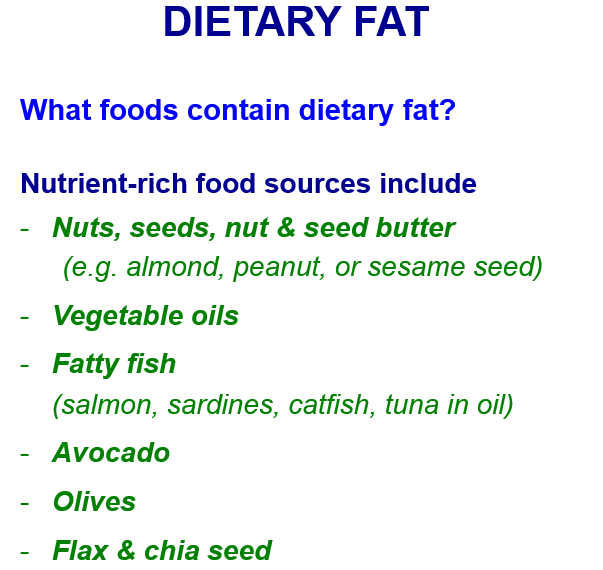 DIETARY FAT
What foods contain dietary fat?
Nutrient-rich food sources include
- Nuts, seeds, nut & seed butter
(e.g. almond, peanut, or sesame seed)
- Vegetable oils
- Fatty fish
(salmon, sardines, catfish, tuna in oil)
- Avocado
- Olives
- Flax & chia seed